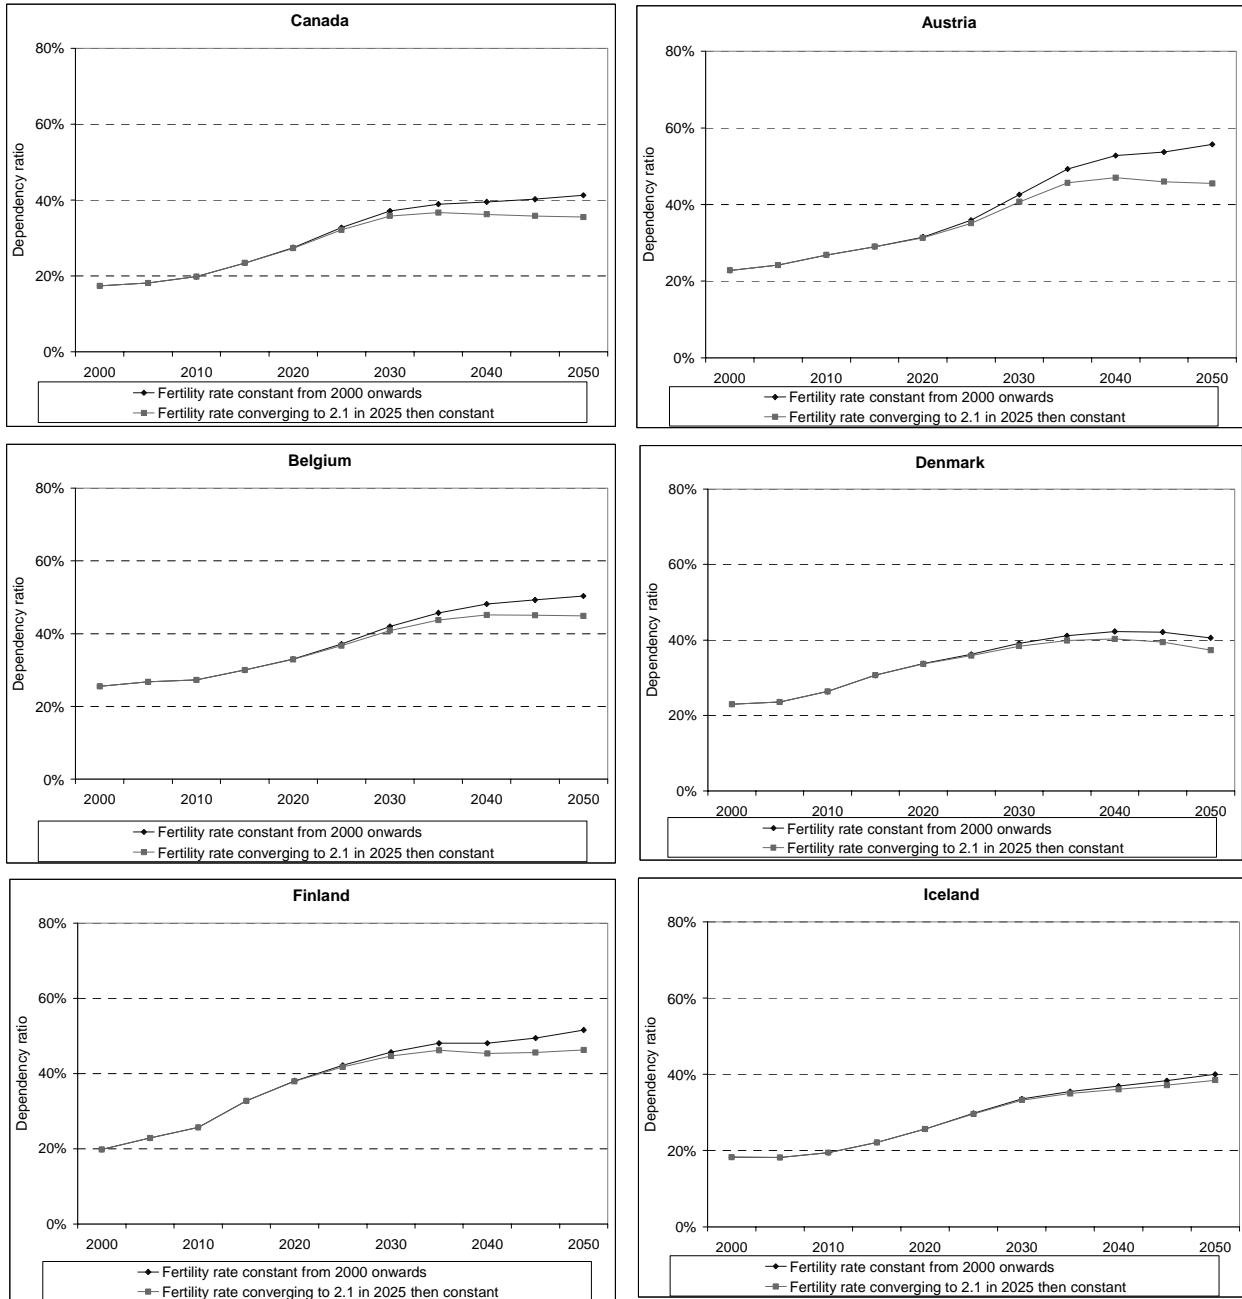 Canada
80%
60%
40%
20%
0%
Dependency ratio
2000 2010 2020 2030 2040 2050
Fertility rate constant from 2000 onwards
Fertility rate converging to 2.1 in 2025 then constant
Austria
80%
60%
40%
20%
0%
Dependency ratio
2000 2010 2020 2030 2040 2050
Fertility rate constant from 2000 onwards
Fertility rate converging to 2.1 in 2025 then constant
Belgium
80%
60%
40%
20%
0%
Dependency ratio
2000 2010 2020 2030 2040 2050
Fertility rate constant from 2000 onwards
Fertility rate converging to 2.1 in 2025 then constant
Denmark
80%
60%
40%
20%
0%
Dependency ratio
2000 2010 2020 2030 2040 2050
Fertility rate constant from 2000 onwards
Fertility rate converging to 2.1 in 2025 then constant
Finland
80%
60%
40%
20%
0%
Dependency ratio
2000 2010 2020 2030 2040 2050
Fertility rate constant from 2000 onwards
Fertility rate converging to 2.1 in 2025 then constant
Iceland
80%
60%
40%
20%
0%
Dependency ratio
2000 2010 2020 2030 2040 2050
Fertility rate constant from 2000 onwards
Fertility rate converging to 2.1 in 2025 then constant